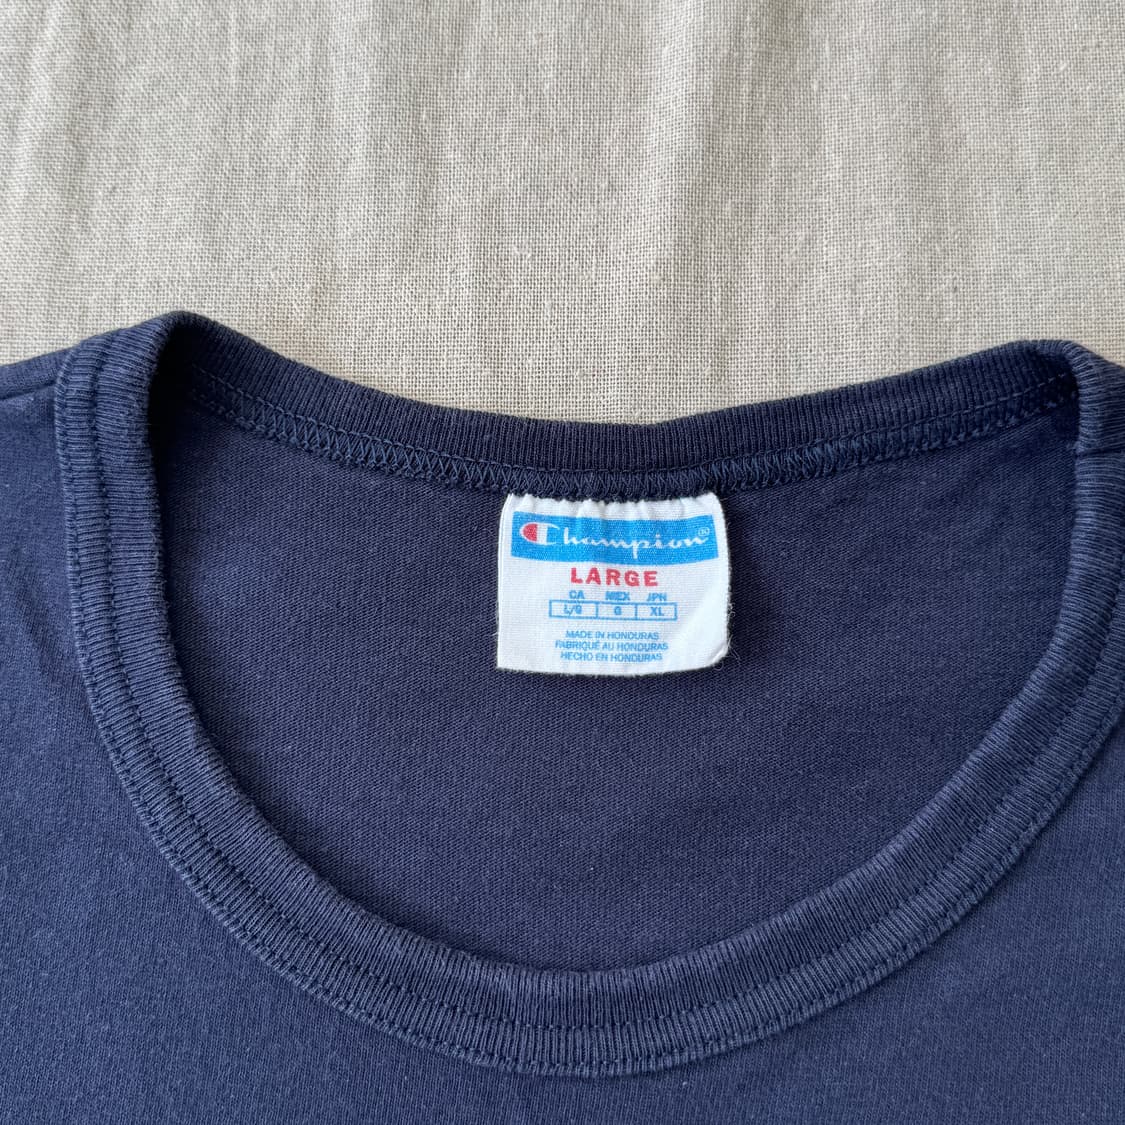 Champion®
LARGE
CA MEX JPN
L/G G XL
MADE IN HONDURAS
FABRIQUÉ AU HONDURAS
HECHO EN HONDURAS